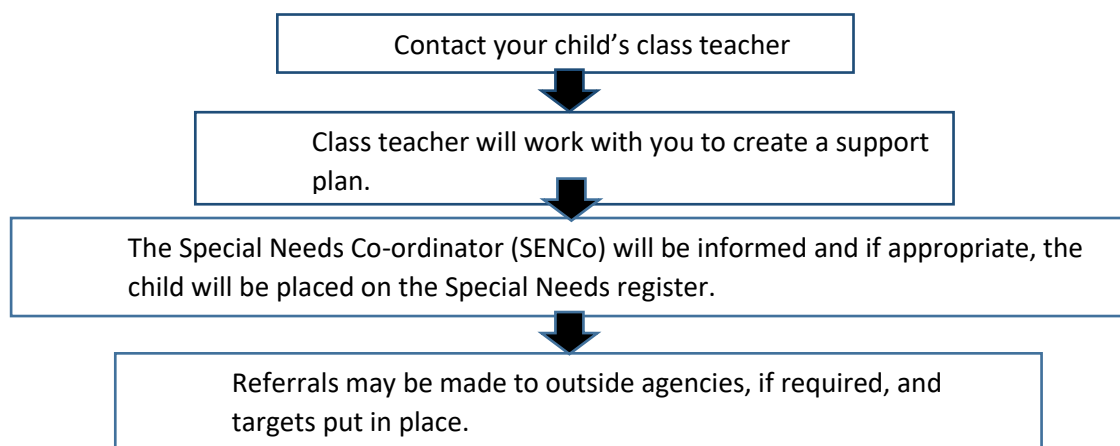 Contact your child’s class teacher
Class teacher will work with you to create a support
plan.
The Special Needs Co-ordinator (SENCo) will be informed and if appropriate, the
child will be placed on the Special Needs register.
Referrals may be made to outside agencies, if required, and
targets put in place.